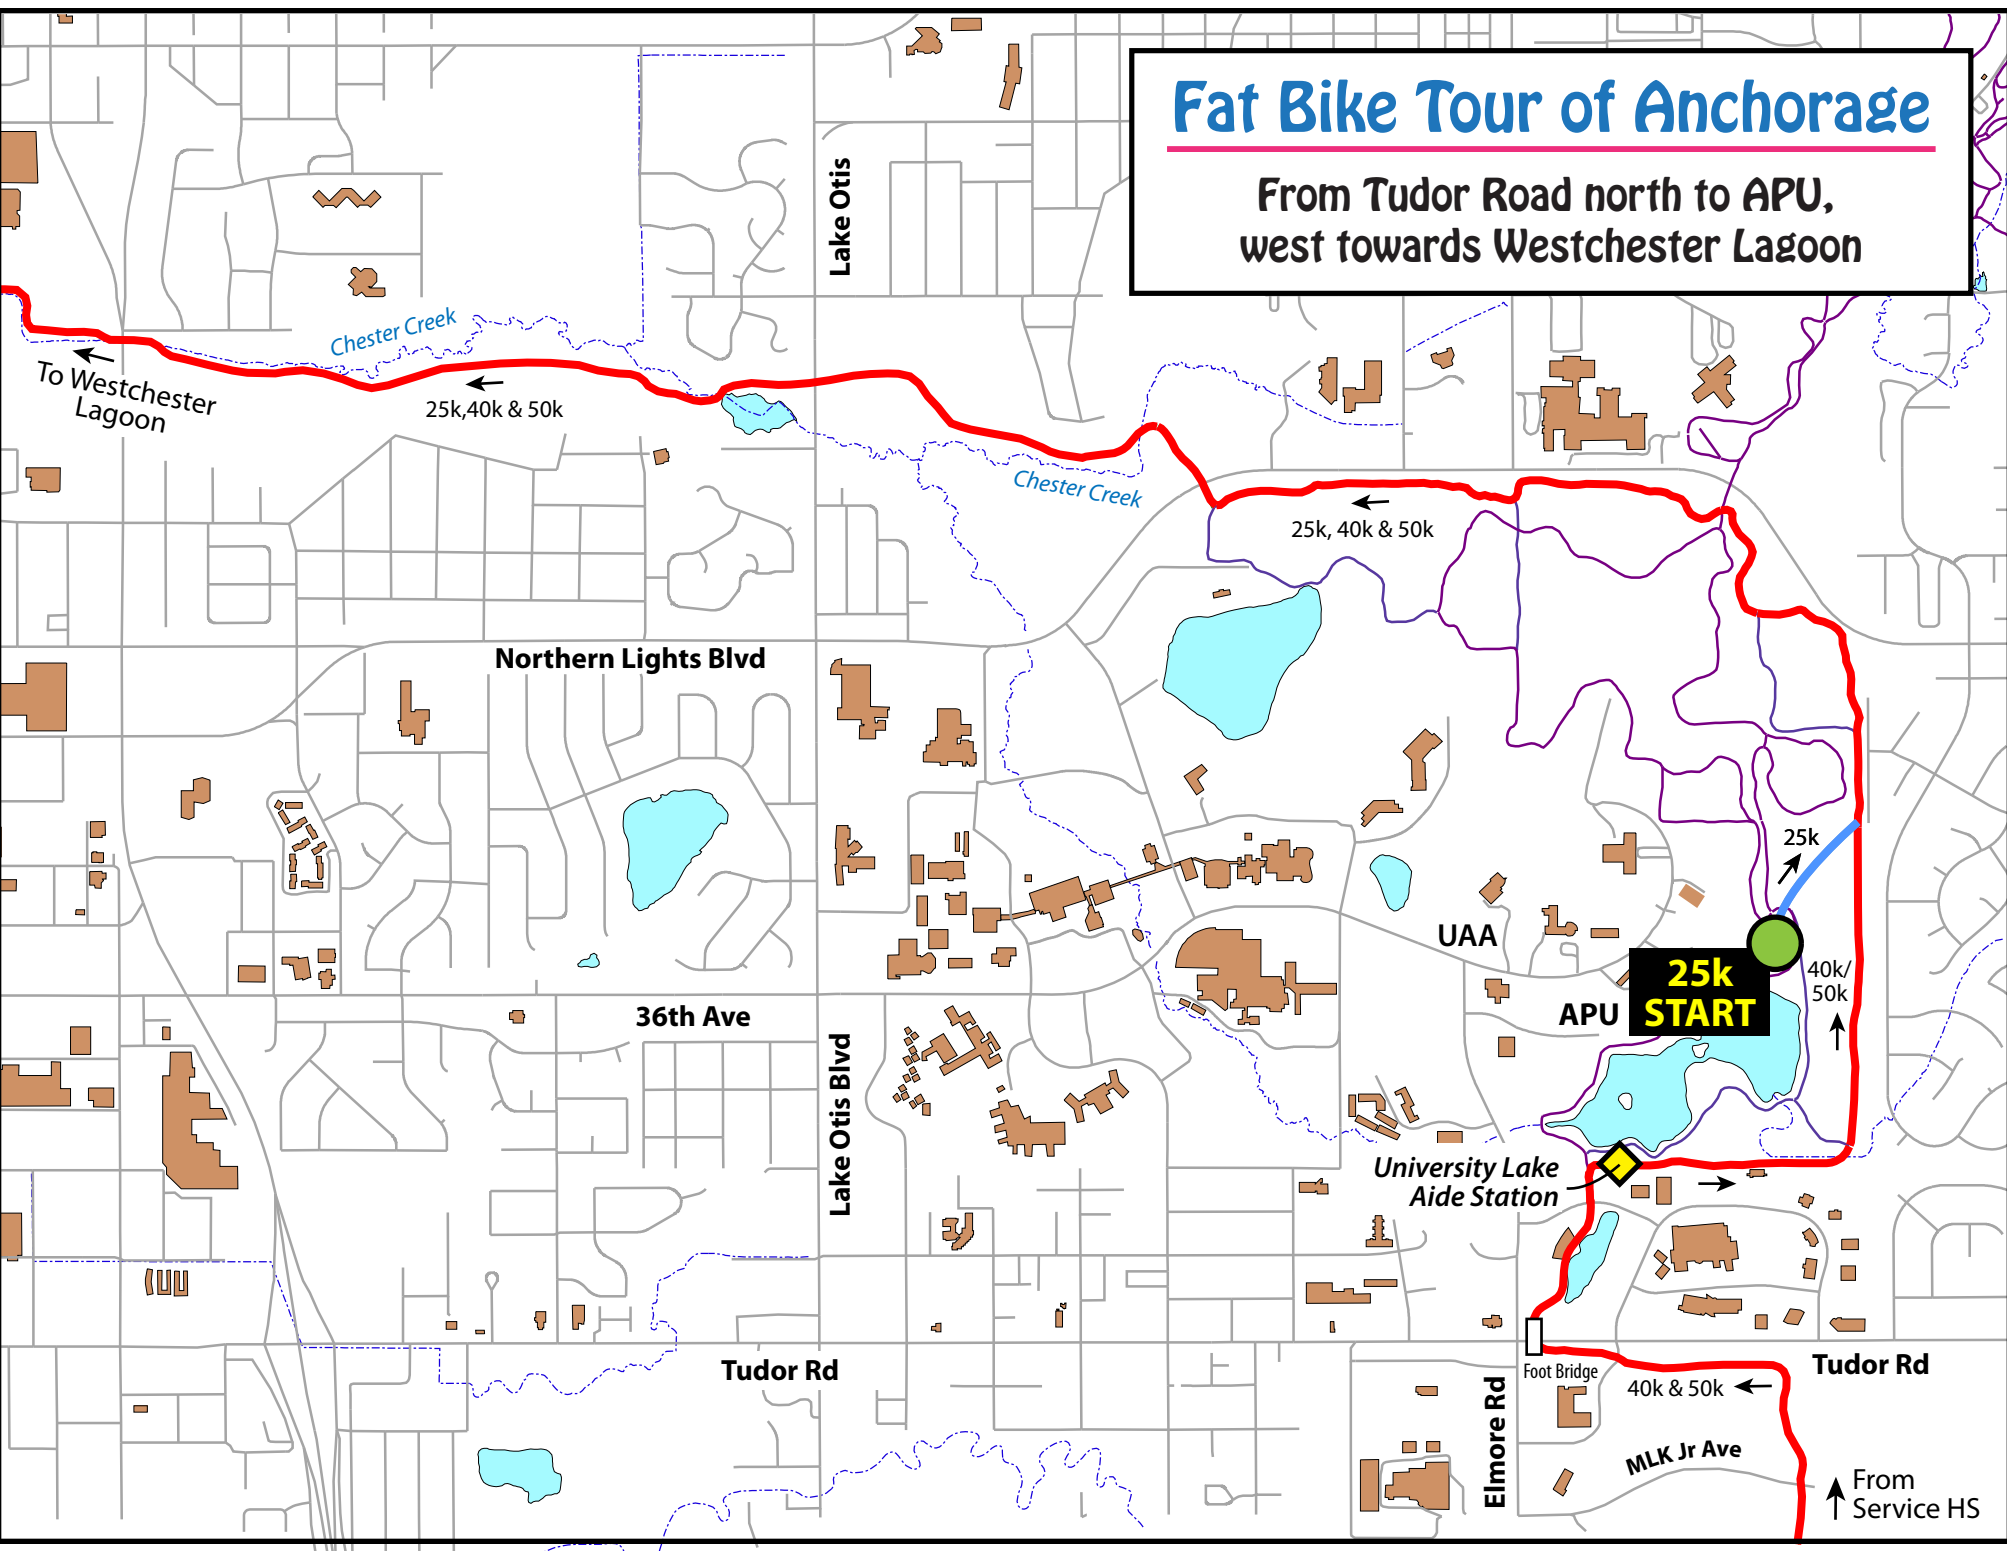 Fat Bike Tour of Anchorage
From Tudor Road north to APU,
west towards Westchester Lagoon
Lake Otis
Chester Creek
To Westchester
Lagoon
25k,40k & 50k
Chester Creek
25k, 40k & 50k
Northern Lights Blvd
25k
UAA
25k
START
APU
40k/
50k
36th Ave
Lake Otis Blvd
University Lake
Aide Station
Tudor Rd
Foot Bridge
Tudor Rd
40k & 50k
Elmore Rd
MLK Jr Ave
From
Service HS